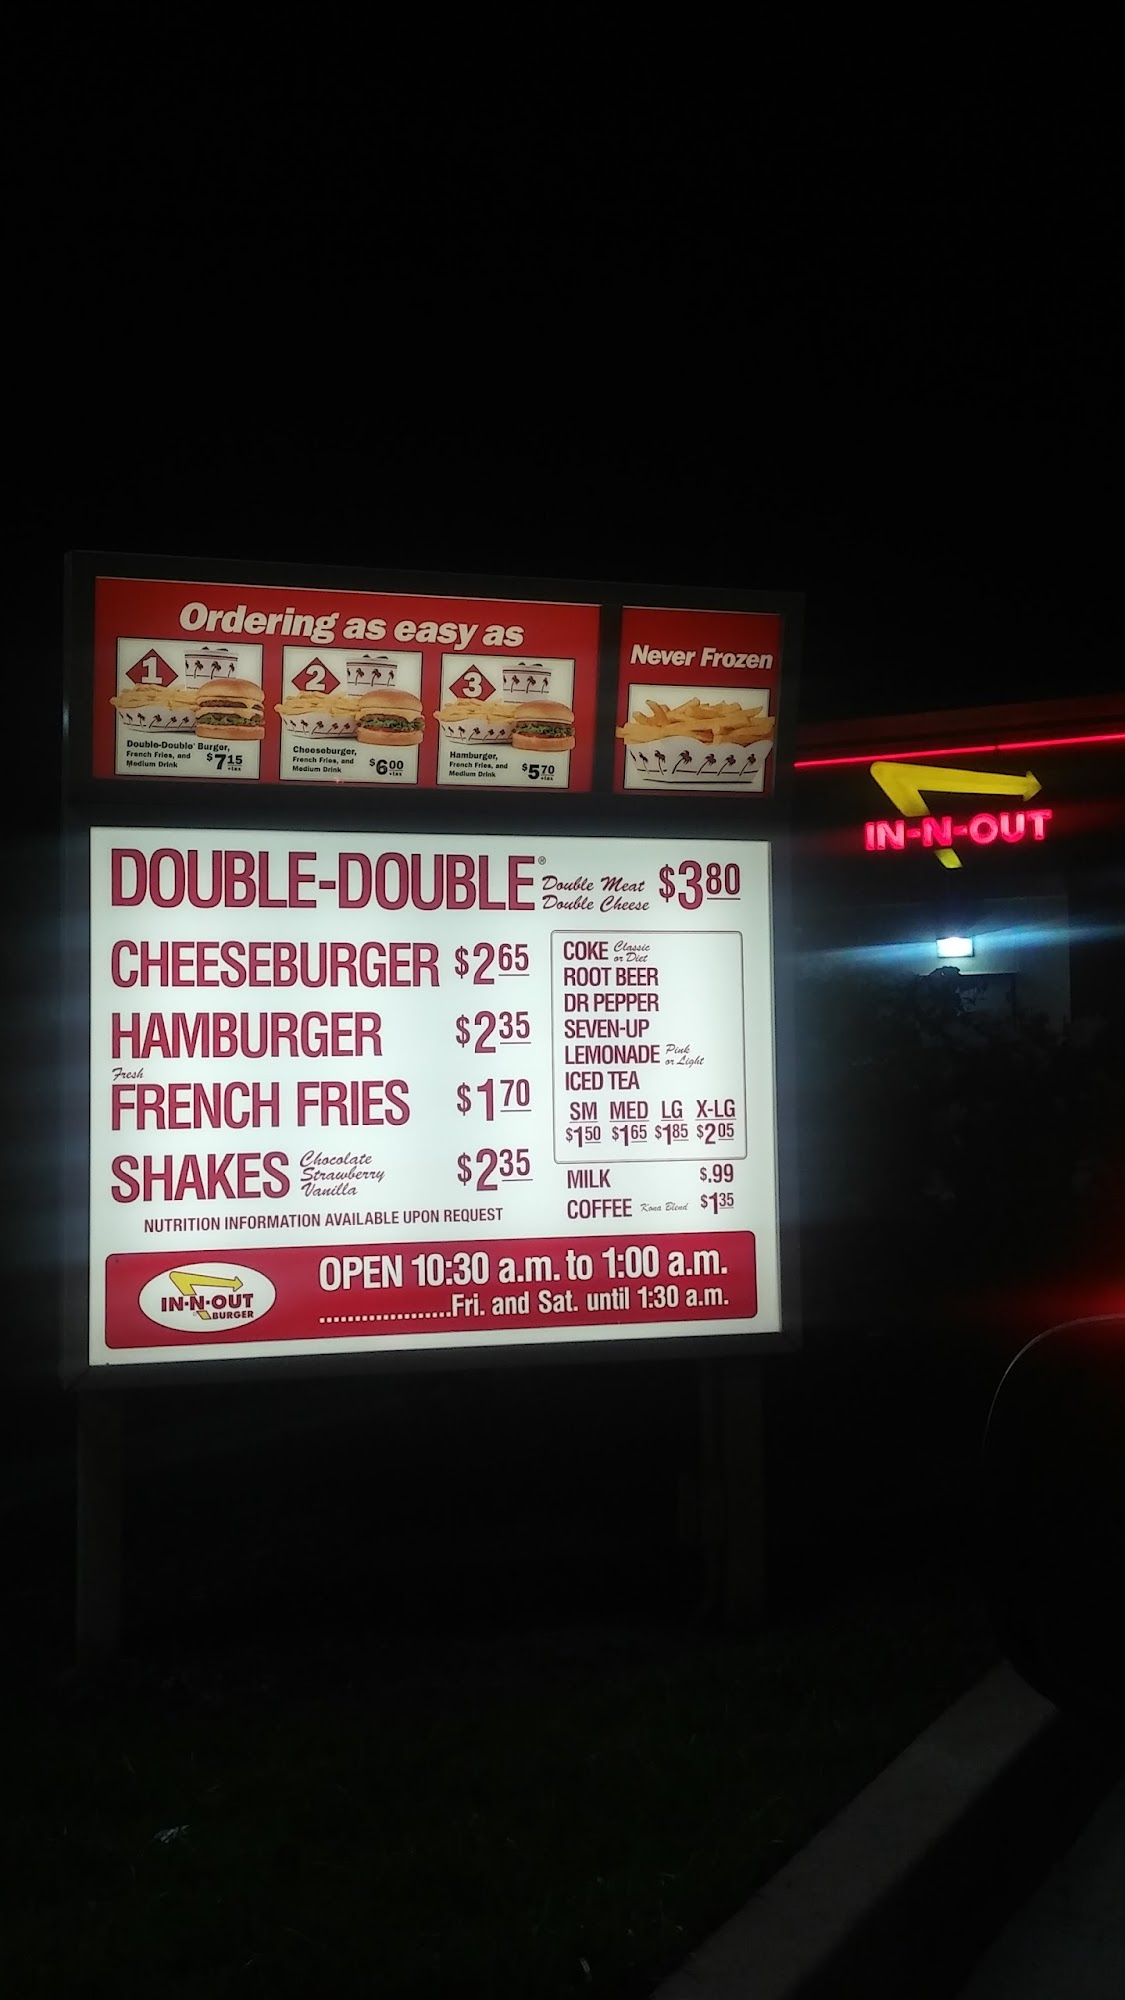 Ordering as easy as
1
Double-Double® Burger,
French Fries, and
Medium Drink
$7.15
+tax
2
Cheeseburger,
French Fries, and
Medium Drink
$6.00
+tax
3
Hamburger,
French Fries, and
Medium Drink
$5.70
+tax
Never Frozen
IN-N-OUT
DOUBLE-DOUBLE® Double Meat Double Cheese $3.80
CHEESEBURGER $2.65
HAMBURGER $2.35
Fresh
FRENCH FRIES $1.70
SHAKES Chocolate Strawberry Vanilla $2.35
NUTRITION INFORMATION AVAILABLE UPON REQUEST
COKE Classic or Diet
ROOT BEER
DR PEPPER
SEVEN-UP
LEMONADE Pink or Light
ICED TEA
SM MED LG X-LG
$1.50 $1.65 $1.85 $2.05
MILK $.99
COFFEE Kona Blend $1.35
IN-N-OUT
BURGER
OPEN 10:30 a.m. to 1:00 a.m.
...................Fri. and Sat. until 1:30 a.m.